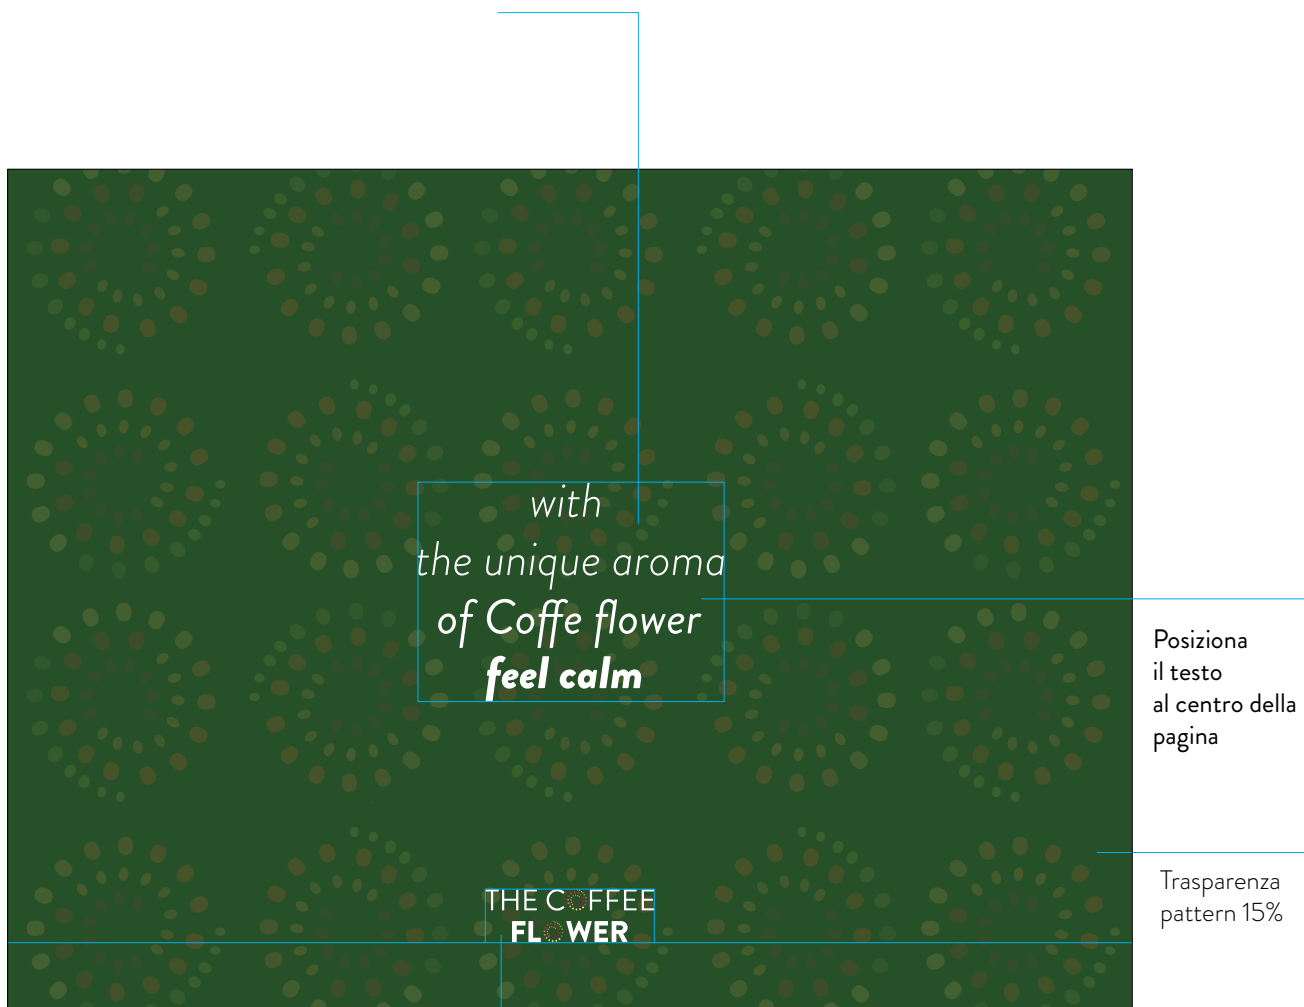 with
the unique aroma
of Coffe flower
feel calm
Posiziona
il testo
al centro della
pagina
Trasparenza
pattern 15%
THE COFFEE
FLOWER